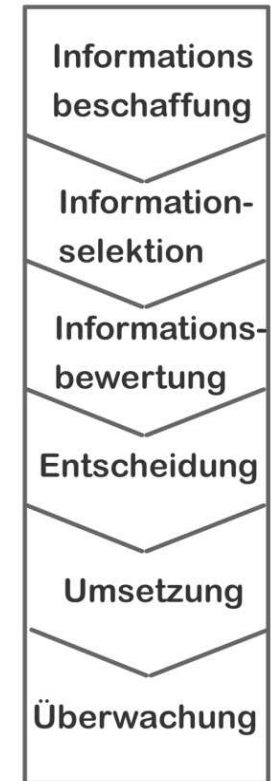 Informations
beschaffung
Information-
selektion
Informations-
bewertung
Entscheidung
Umsetzung
Überwachung